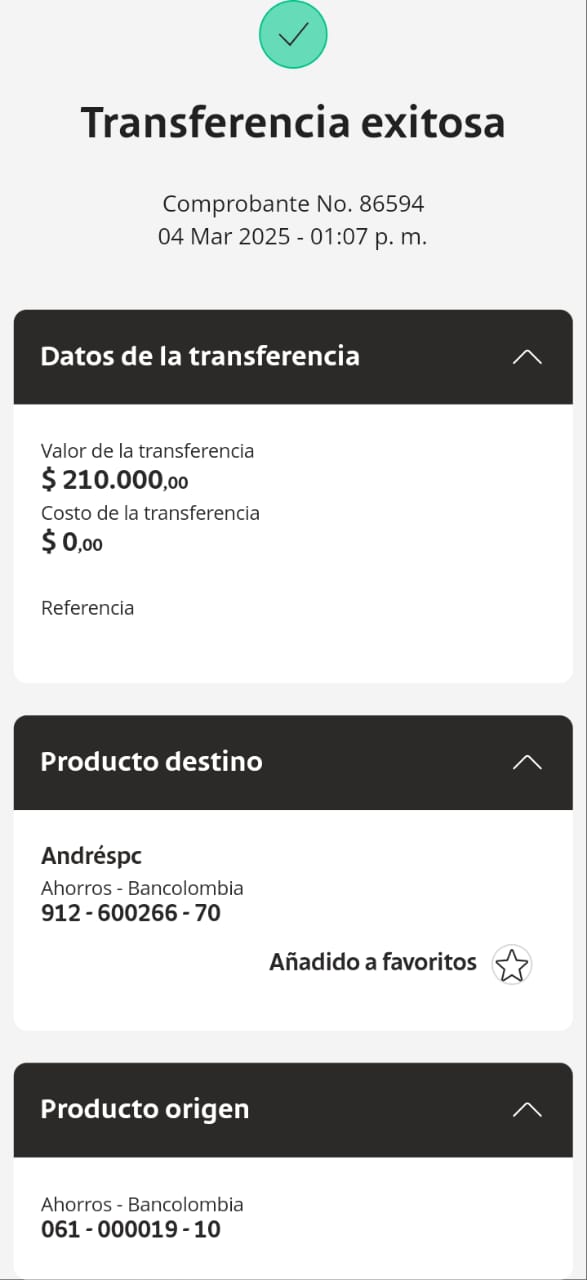 Transferencia exitosa
Comprobante No. 86594
04 Mar 2025 - 01:07 p. m.
Datos de la transferencia
Valor de la transferencia
$ 210.000,00
Costo de la transferencia
$ 0,00
Referencia
Producto destino
Andréspc
Ahorros - Bancolombia
912 - 600266 - 70
Añadido a favoritos
Producto origen
Ahorros - Bancolombia
061 - 000019 - 10